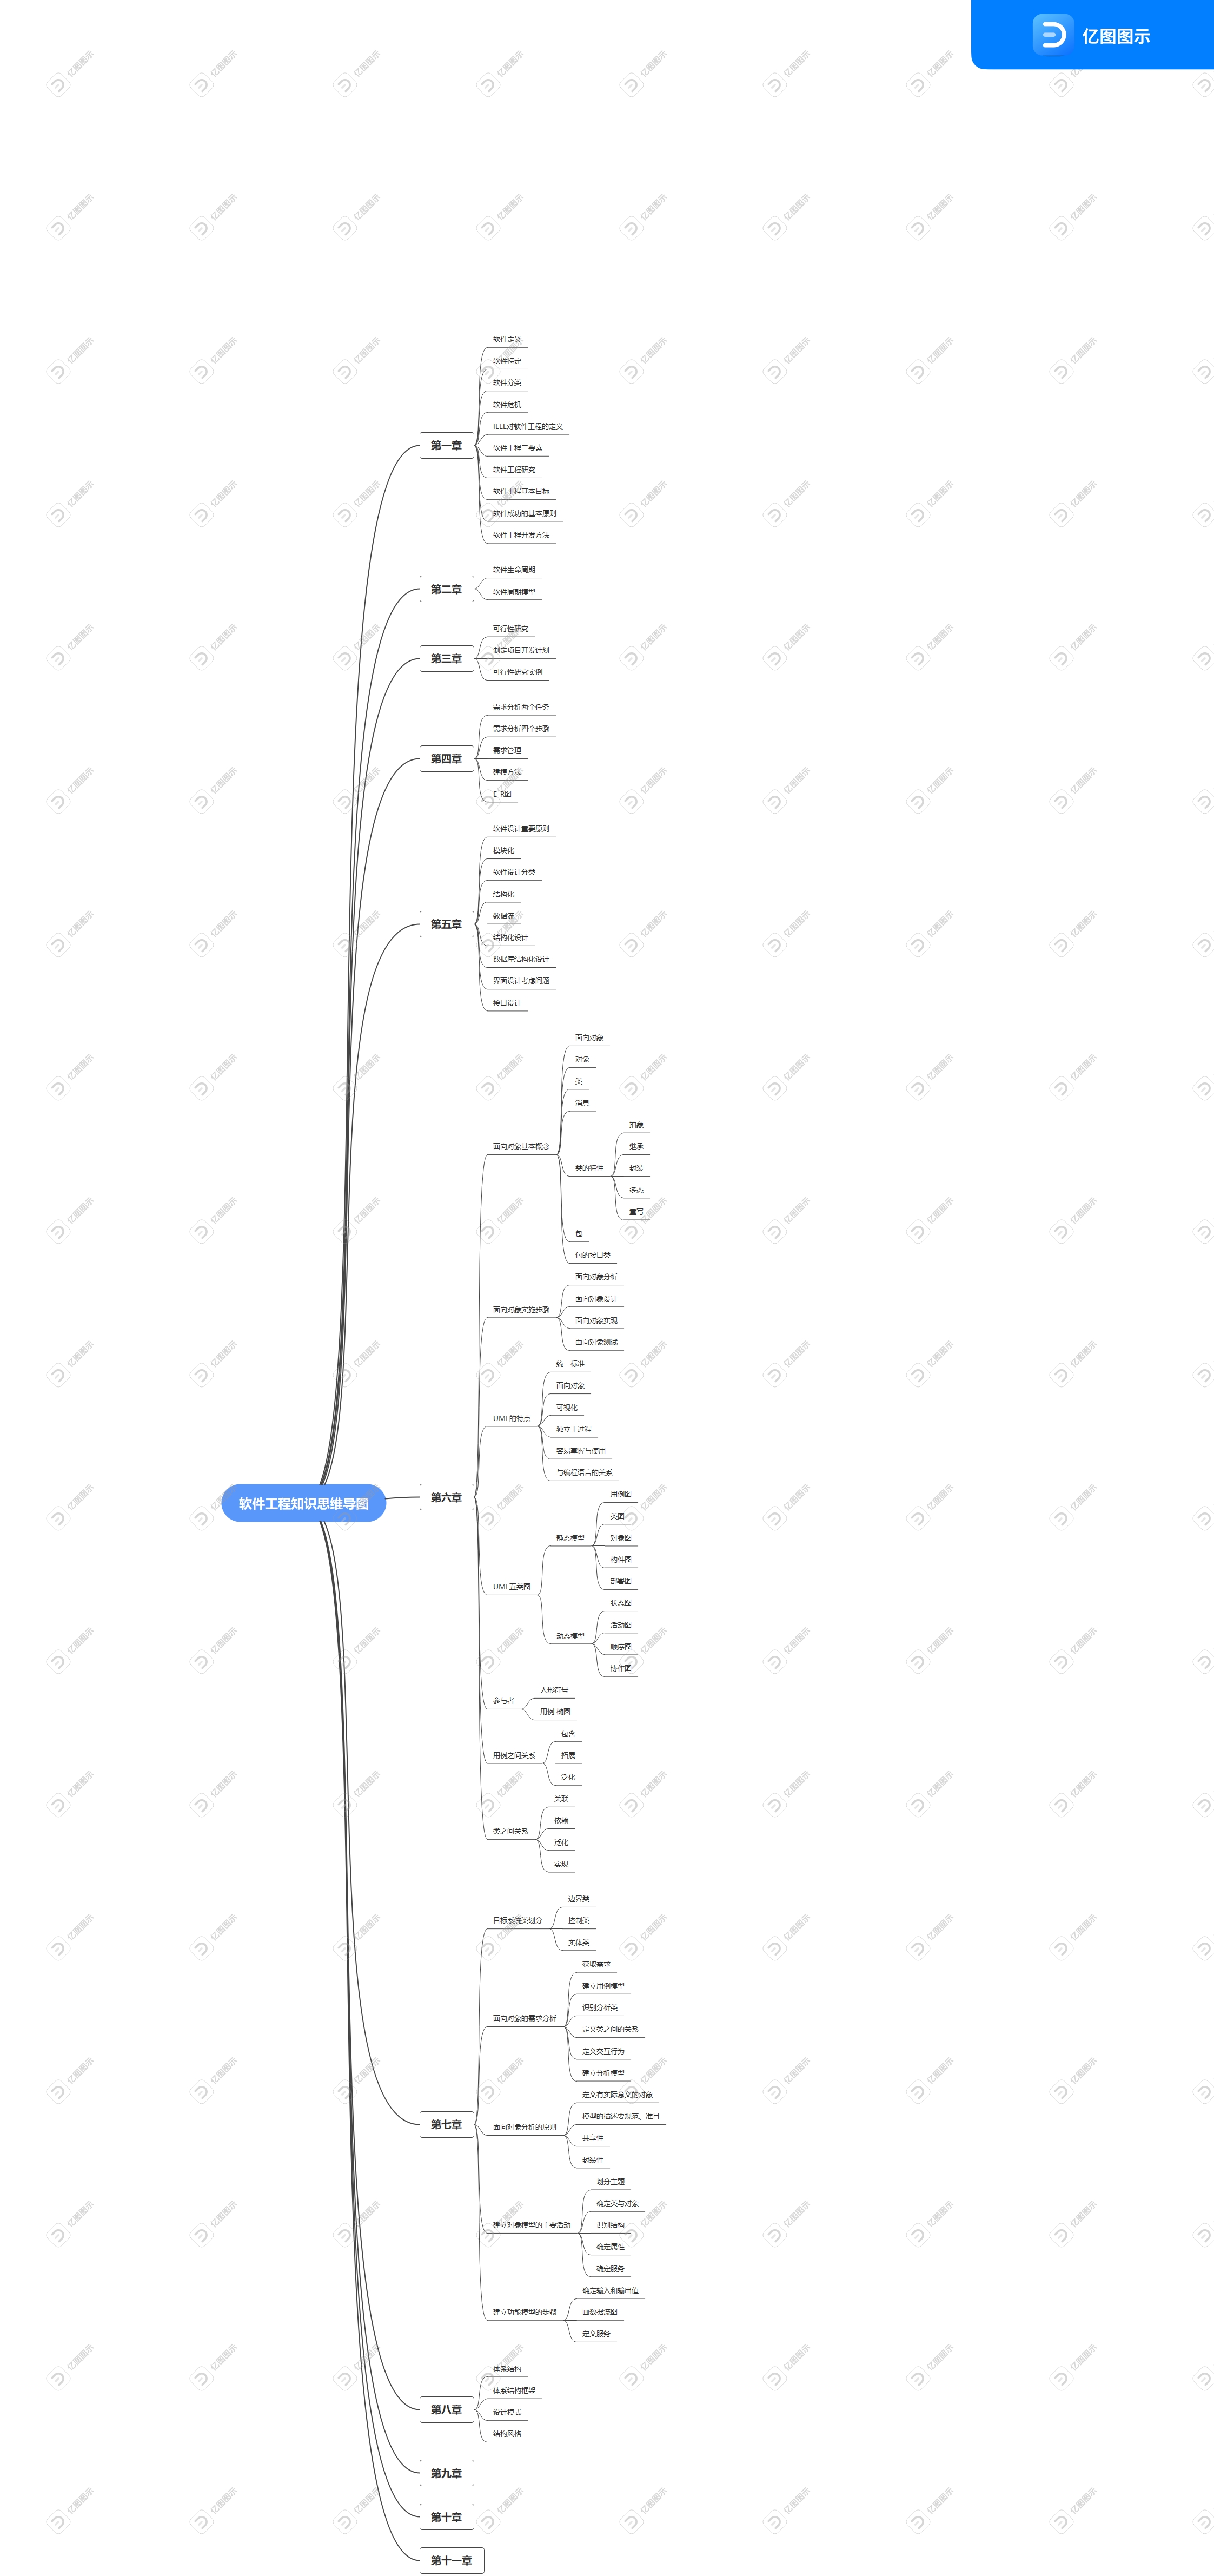 亿图图示
软件工程知识思维导图
第一章
软件定义
软件特定
软件分类
软件危机
IEEE对软件工程的定义
软件工程三要素
软件工程研究
软件工程基本目标
软件成功的基本原则
软件工程开发方法
第二章
软件生命周期
软件周期模型
第三章
可行性研究
制定项目开发计划
可行性研究实例
第四章
需求分析两个任务
需求分析四个步骤
需求管理
建模方法
E-R图
第五章
软件设计重要原则
模块化
软件设计分类
结构化
数据流
结构化设计
数据库结构化设计
界面设计考虑问题
接口设计
第六章
面向对象基本概念
面向对象
对象
类
消息
类的特性
抽象
继承
封装
多态
重写
包
包的接口类
面向对象实施步骤
面向对象分析
面向对象设计
面向对象实现
面向对象测试
UML的特点
统一标准
面向对象
可视化
独立于过程
容易掌握与使用
与编程语言的关系
UML五类图
静态模型
用例图
类图
对象图
构件图
部署图
动态模型
状态图
活动图
顺序图
协作图
参与者
人形符号
用例 椭圆
用例之间关系
包含
拓展
泛化
类之间关系
关联
依赖
泛化
实现
第七章
目标系统类划分
边界类
控制类
实体类
面向对象的需求分析
获取需求
建立用例模型
识别分析类
定义类之间的关系
定义交互行为
建立分析模型
面向对象分析的原则
定义有实际意义的对象
模型的描述要规范、准且
共享性
封装性
建立对象模型的主要活动
划分主题
确定类与对象
识别结构
确定属性
确定服务
建立功能模型的步骤
确定输入和输出值
画数据流图
定义服务
第八章
体系结构
体系结构框架
设计模式
结构风格
第九章
第十章
第十一章